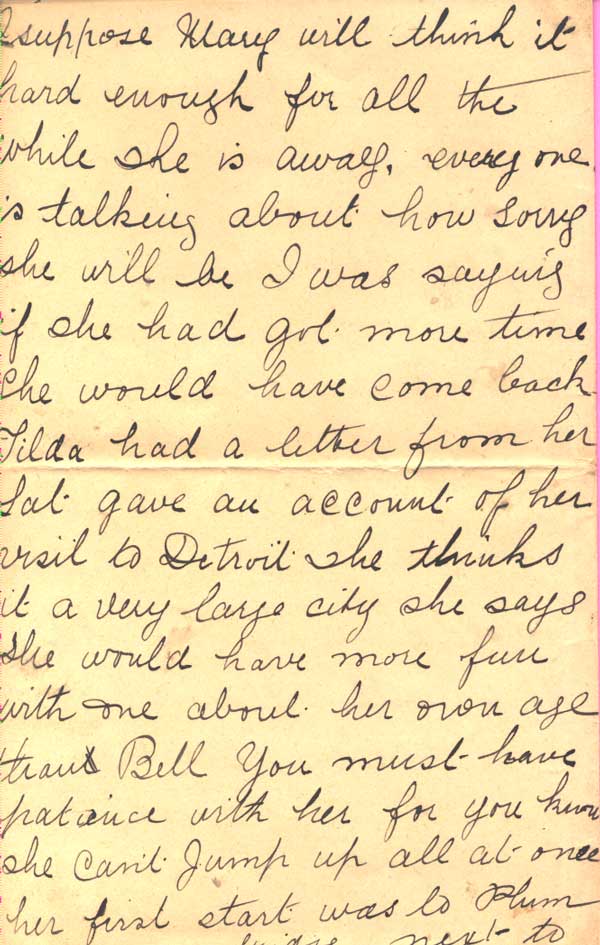 I suppose Mary will think it
hard enough for all the
while she is away, every one
is talking about how sorry
she will be I was saying
if she had got more time
she would have come back
Tilda had a letter from her
Sat gave an account of her
visit to Detroit she thinks
it a very large city she says
she would have more fun
with one about her own age
than Bell You must have
patience with her for you know
she can't Jump up all at once
her first start was to Plum
next to